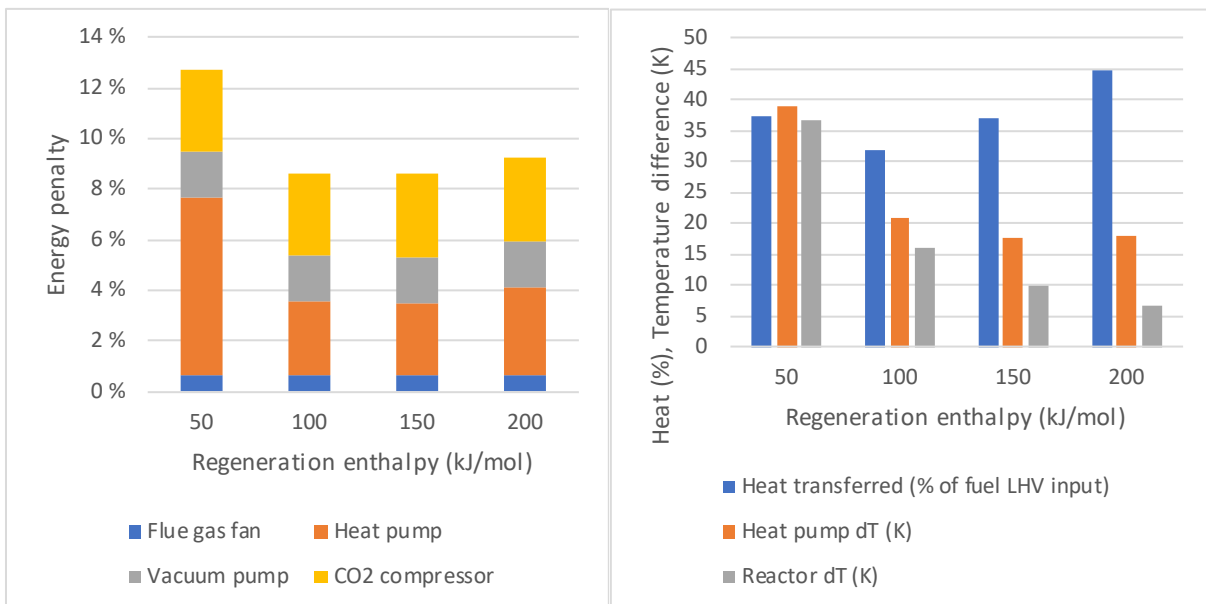 14 %
12 %
10 %
8 %
6 %
4 %
2 %
0 %
Energy penalty
50 100 150 200
Regeneration enthalpy (kJ/mol)
Flue gas fan Heat pump
Vacuum pump CO2 compressor
50
45
40
35
30
25
20
15
10
5
0
Heat (%), Temperature difference (K)
50 100 150 200
Regeneration enthalpy (kJ/mol)
Heat transferred (% of fuel LHV input)
Heat pump dT (K)
Reactor dT (K)